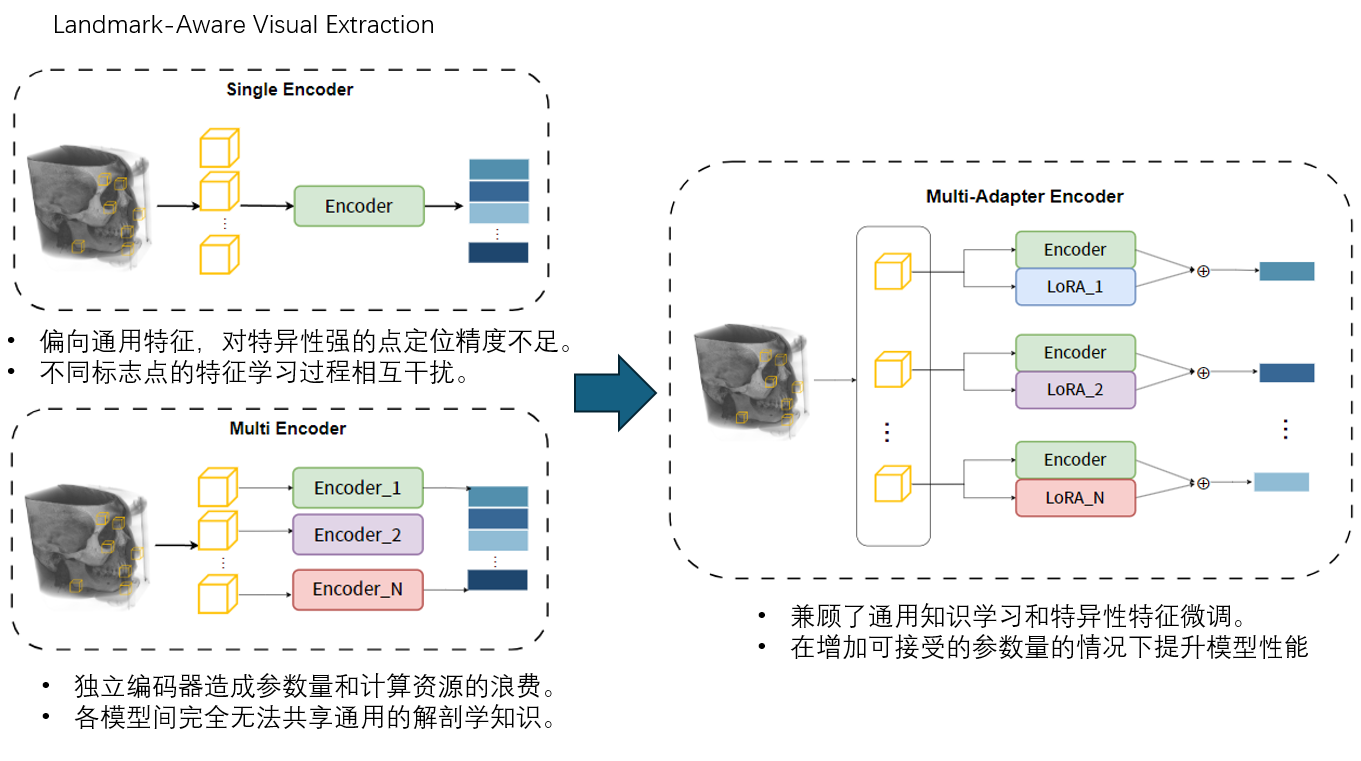 Landmark-Aware Visual Extraction
Single Encoder
Encoder
• 偏向通用特征，对特异性强的点定位精度不足。
• 不同标志点的特征学习过程相互干扰。
Multi Encoder
Encoder_1
Encoder_2
Encoder_N
• 独立编码器造成参数量和计算资源的浪费。
• 各模型间完全无法共享通用的解剖学知识。
Multi-Adapter Encoder
Encoder
LoRA_1
Encoder
LoRA_2
Encoder
LoRA_N
• 兼顾了通用知识学习和特异性特征微调。
• 在增加可接受的参数量的情况下提升模型性能